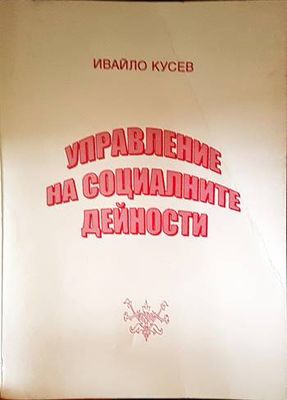 ИВАЙЛО КУСЕВ
УПРАВЛЕНИЕ
НА СОЦИАЛНИТЕ
ДЕЙНОСТИ